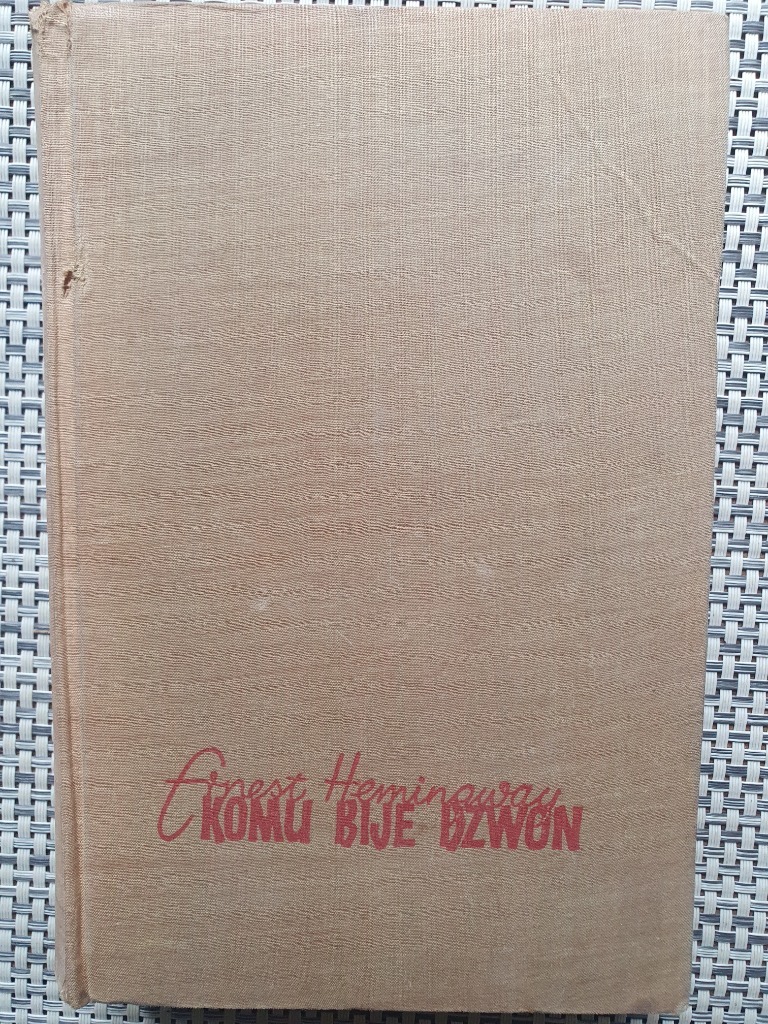 Ernest Hemingway
KOMU BIJE DZWON